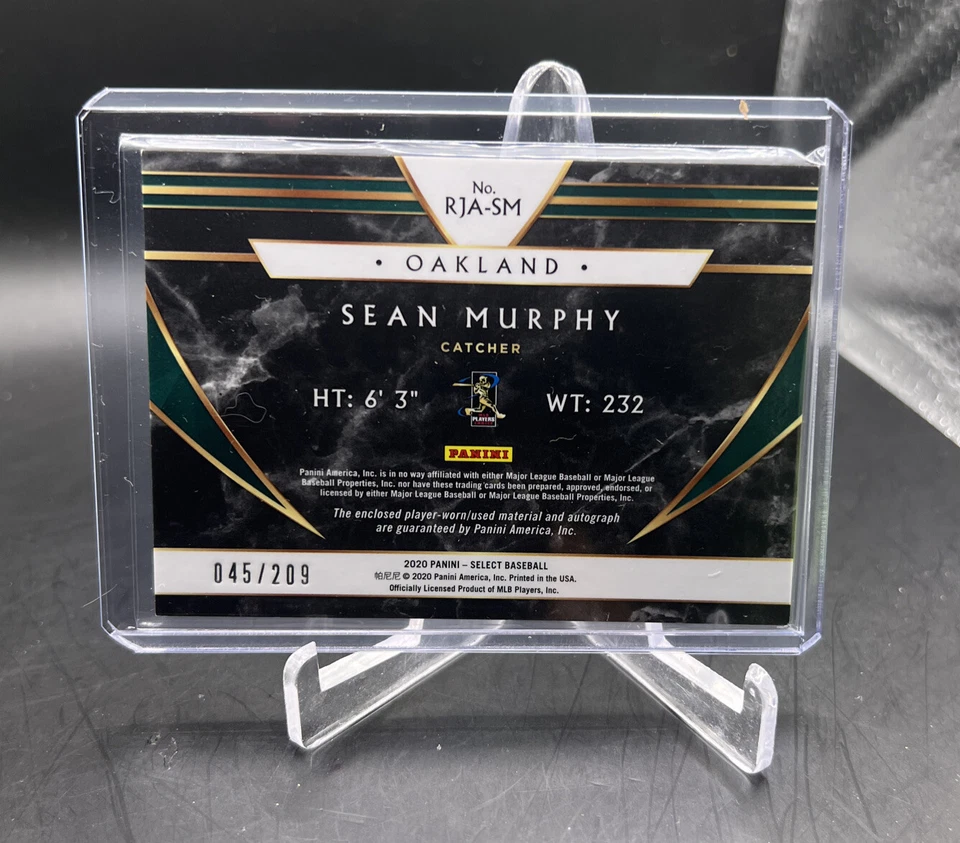 No.
RJA-SM
• OAKLAND •
SEAN MURPHY
CATCHER
HT: 6' 3"
WT: 232
PLAYERS
PANINI
Panini America, Inc. is in no way affiliated with either Major League Baseball or Major League
Baseball Properties, Inc. nor have these trading cards been prepared, approved, endorsed, or
licensed by either Major League Baseball or Major League Baseball Properties, Inc.
The enclosed player-worn/used material and autograph
are guaranteed by Panini America, Inc.
045/209
2020 PANINI – SELECT BASEBALL
帕尼尼 © 2020 Panini America, Inc. Printed in the USA.
Officially Licensed Product of MLB Players, Inc.